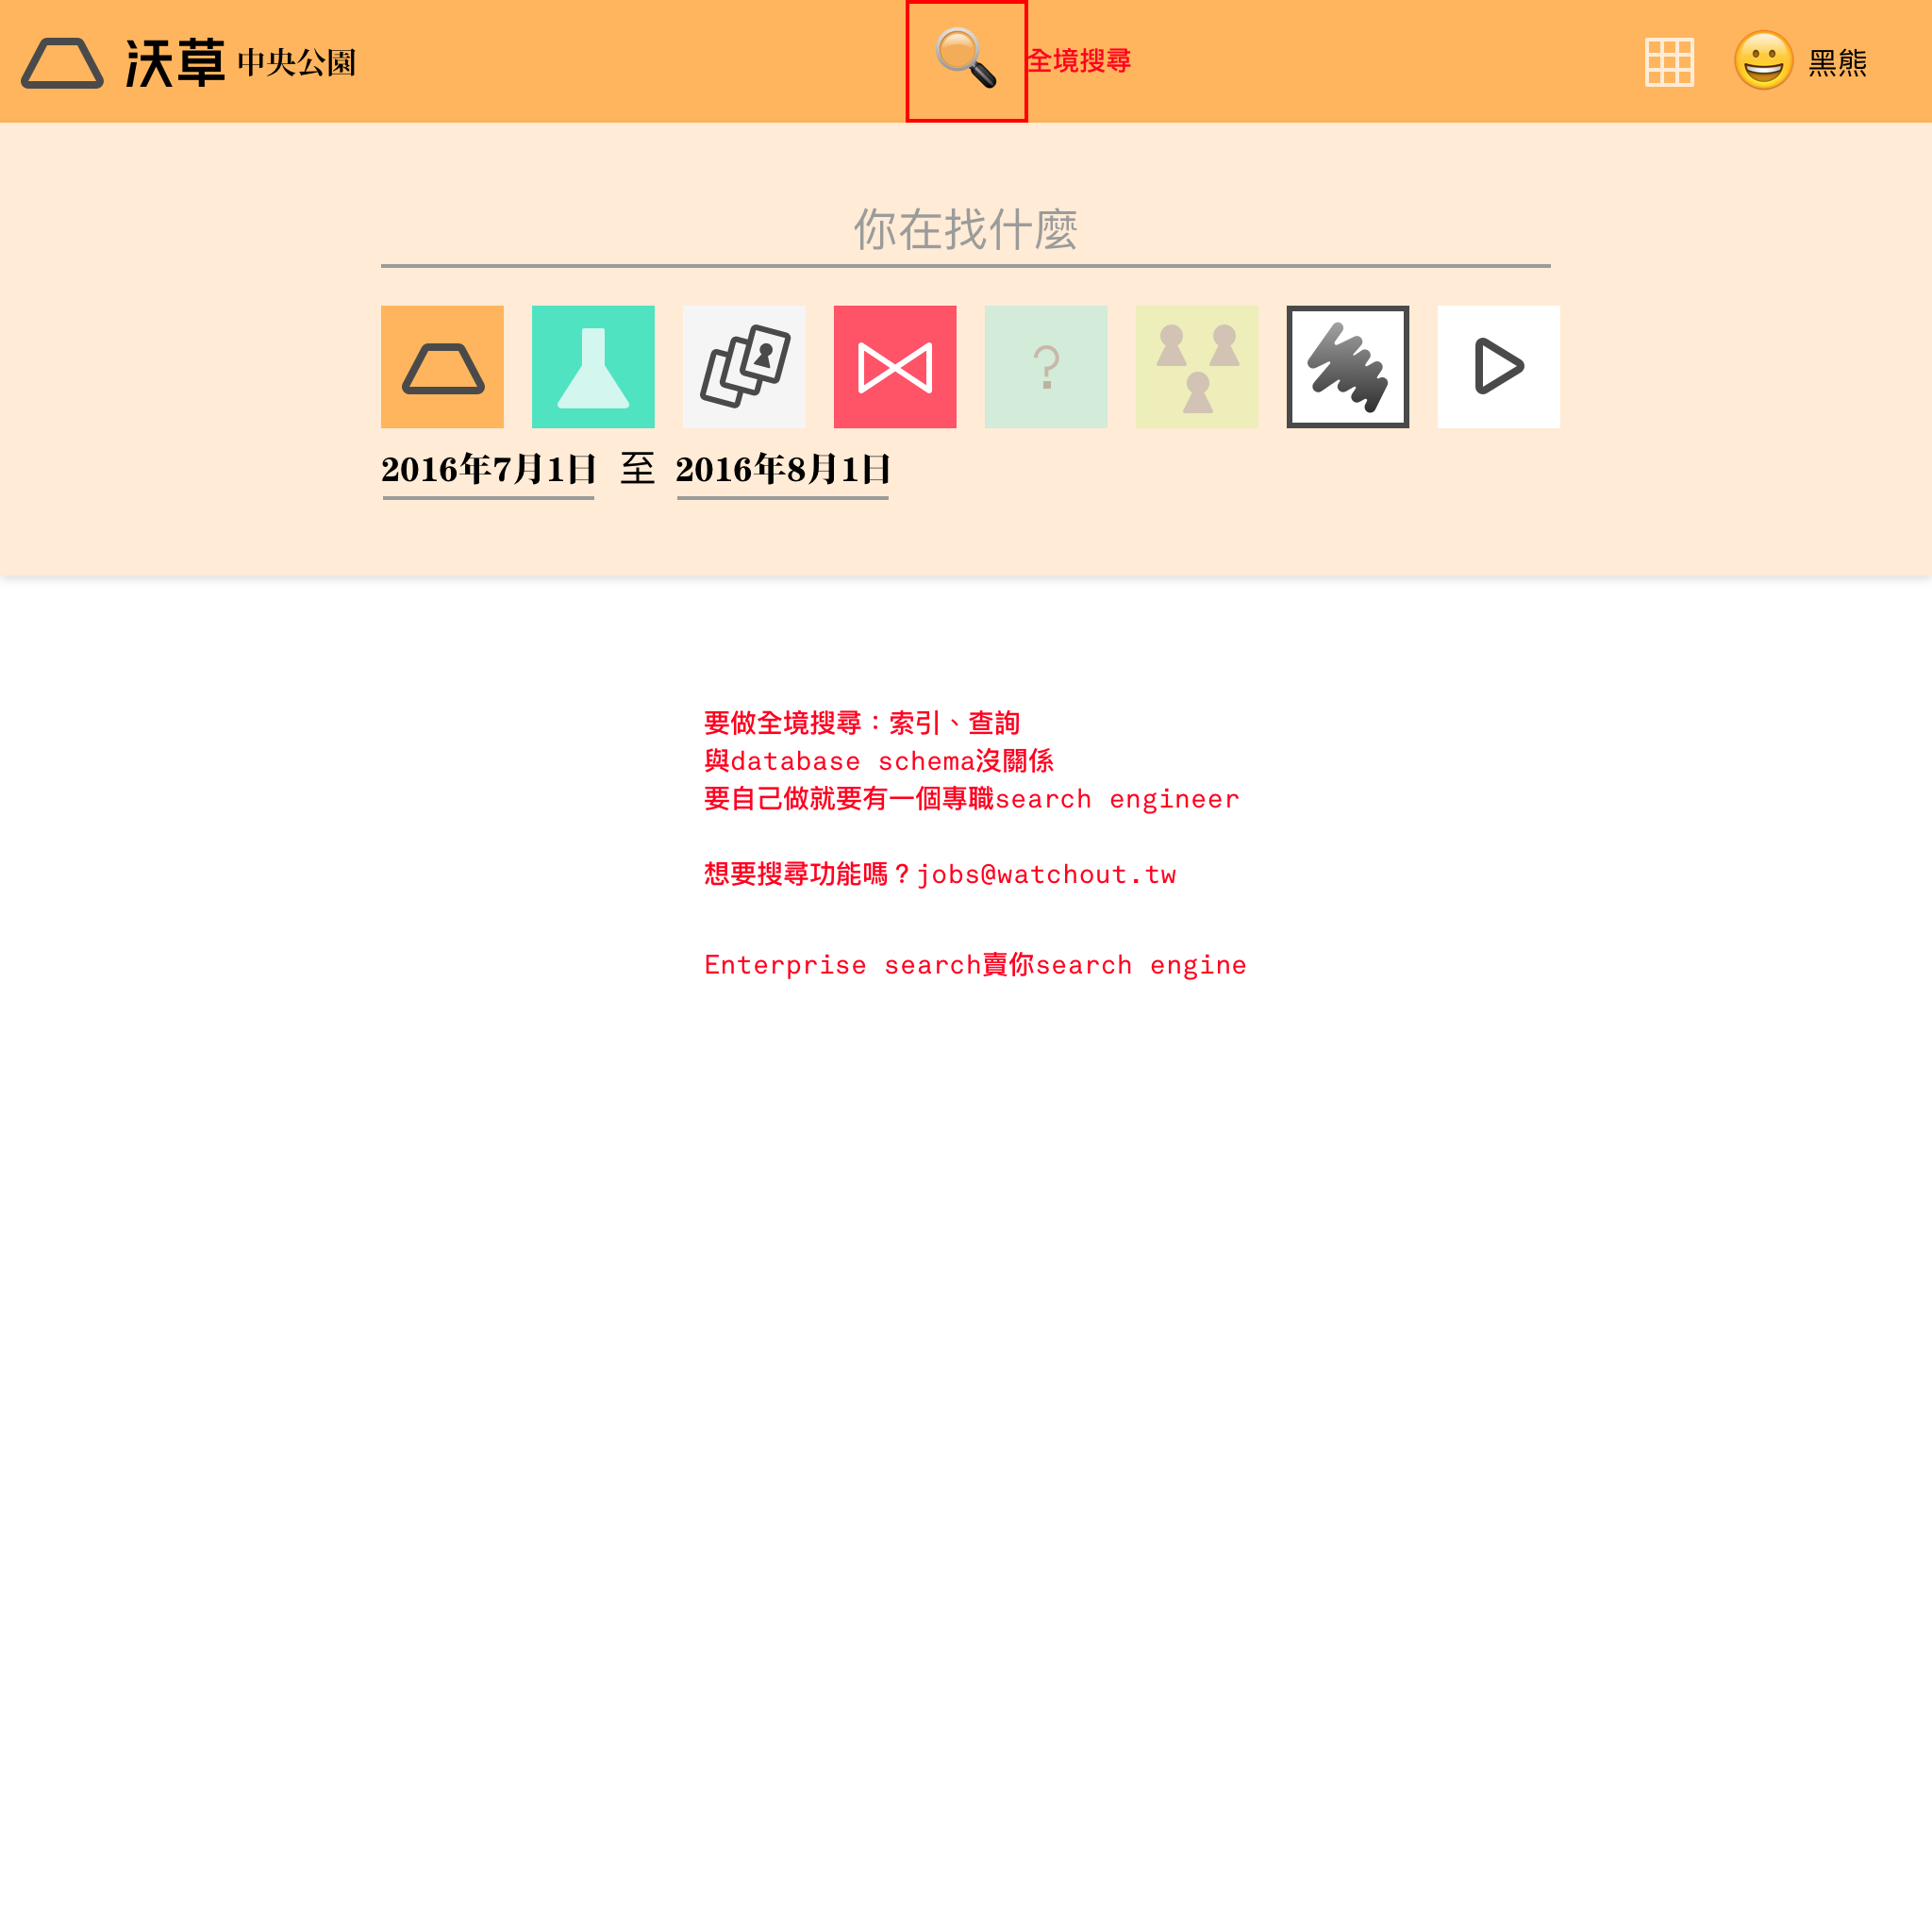 沃草 中央公園
全境搜尋
黑熊
你在找什麼
?
2016年7月1日 至 2016年8月1日
要做全境搜尋：索引、查詢
與database schema沒關係
要自己做就要有一個專職search engineer
想要搜尋功能嗎？jobs@watchout.tw
Enterprise search賣你search engine